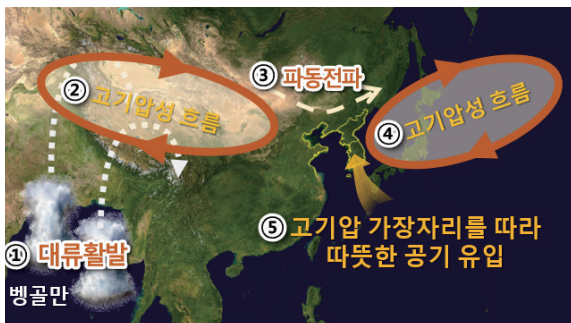 ② 고기압성 흐름
③ 파동전파
④ 고기압성 흐름
⑤ 고기압 가장자리를 따라
따뜻한 공기 유입
① 대류활발
벵골만